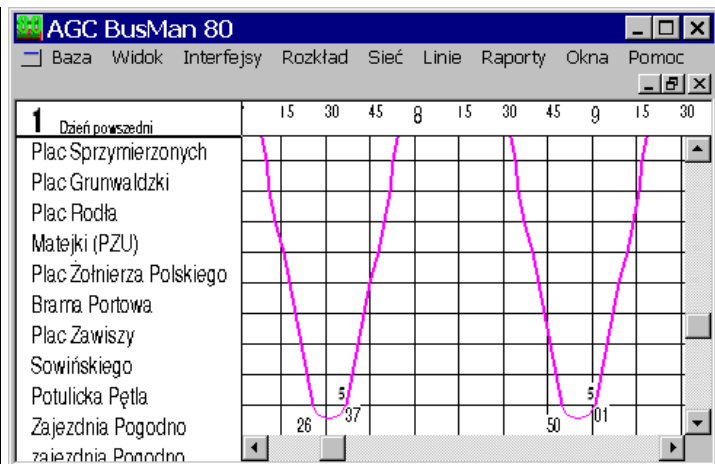 AGC BusMan 80
Baza Widok Interfejsy Rozkład Sieć Linie Raporty Okna Pomoc
1 Dzień powszedni 15 30 45 8 15 30 45 9 15 30
Plac Sprzymierzonych
Plac Grunwaldzki
Plac Rodła
Matejki (PZU)
Plac Żołnierza Polskiego
Brama Portowa
Plac Zawiszy
Sowińskiego
Potulicka Pętla 5 5
Zajezdnia Pogodno 26 37 50 01
zajezdnia Pogodno